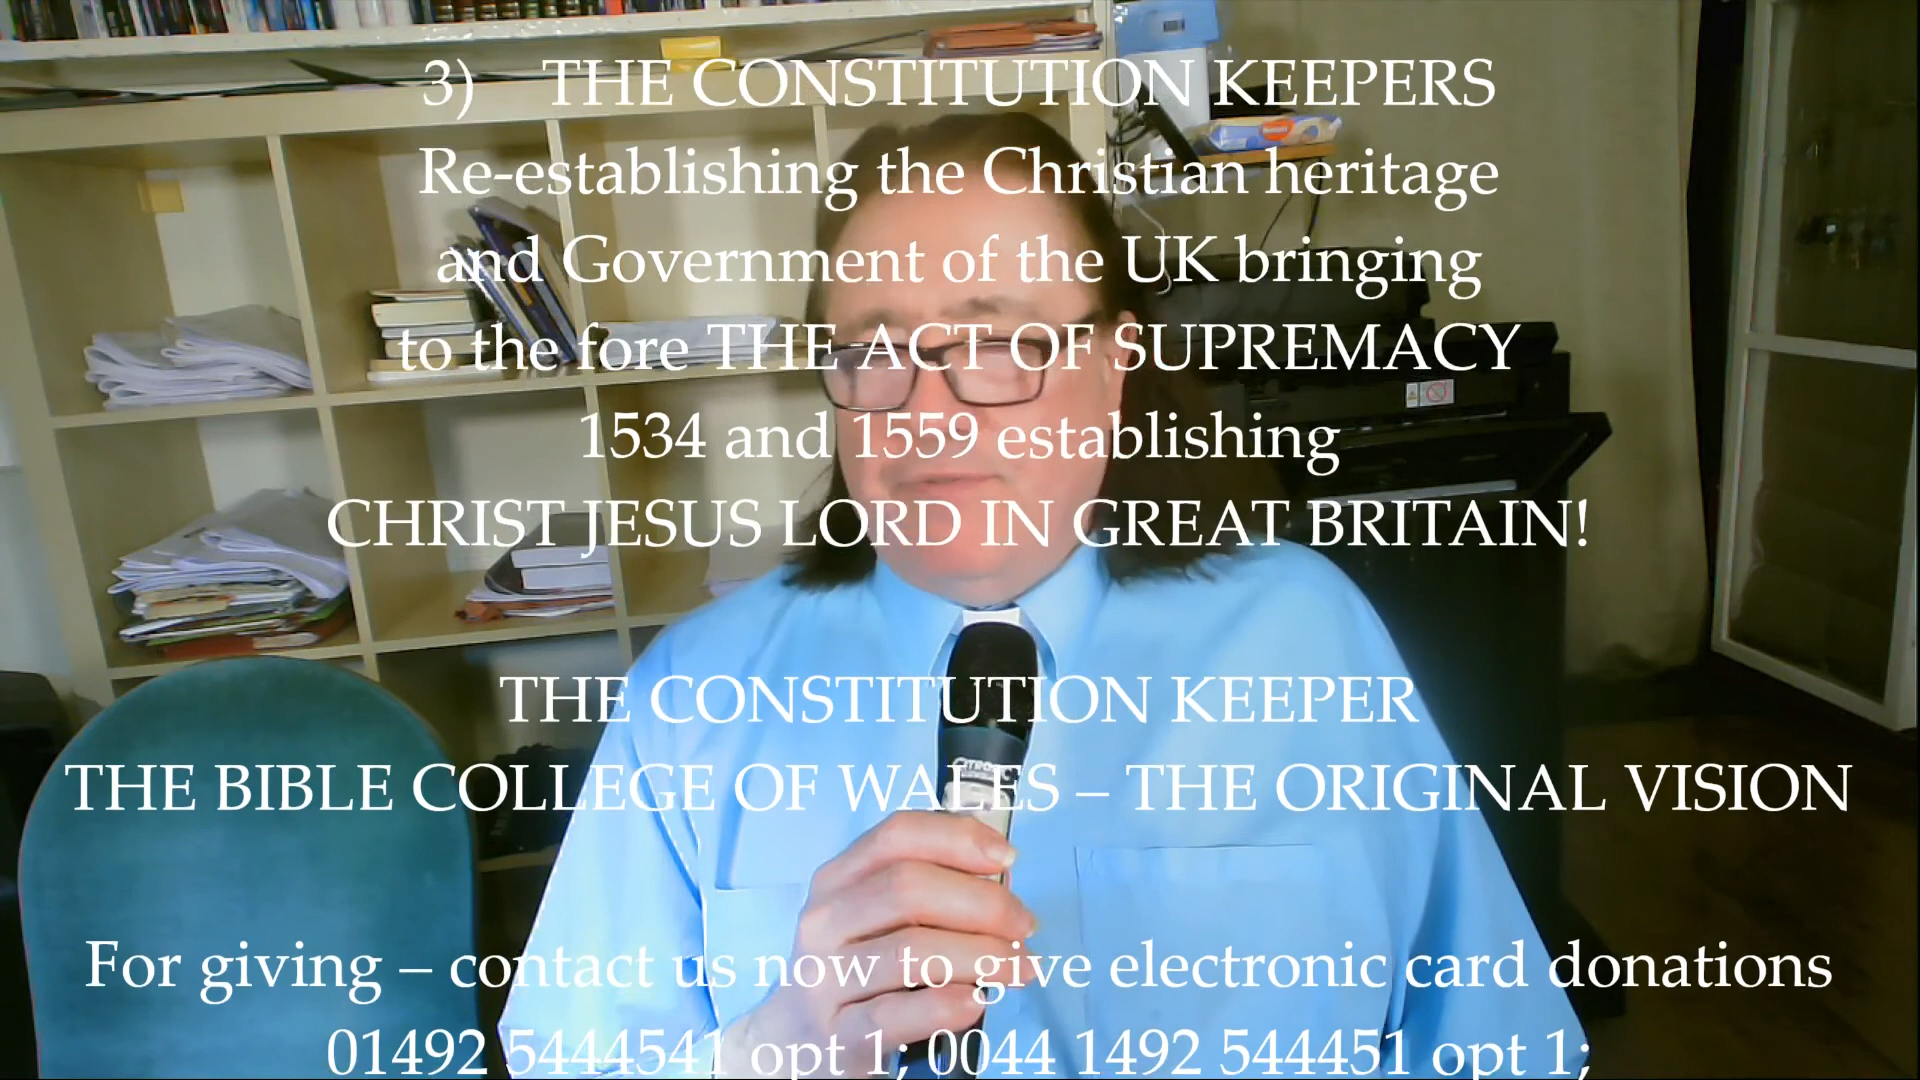 3) THE CONSTITUTION KEEPERS
Re-establishing the Christian heritage
and Government of the UK bringing
to the fore THE ACT OF SUPREMACY
1534 and 1559 establishing
CHRIST JESUS LORD IN GREAT BRITAIN!
THE CONSTITUTION KEEPER
THE BIBLE COLLEGE OF WALES – THE ORIGINAL VISION
For giving – contact us now to give electronic card donations
01492 5444541 opt 1; 0044 1492 544451 opt 1;